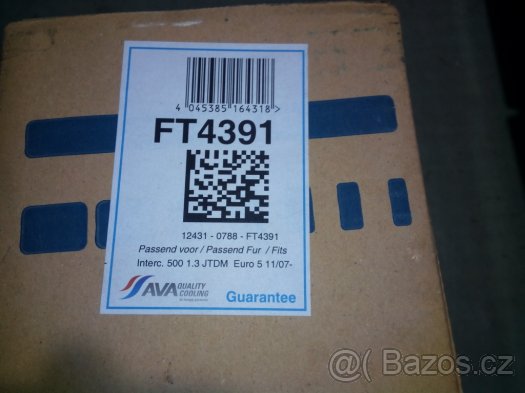 4 045385 164318 >
FT4391
12431 - 0788 - FT4391
Passend voor / Passend Fur / Fits
Interc. 500 1.3 JTDM Euro 5 11/07-
AVA QUALITY COOLING
Guarantee
Bazos.cz